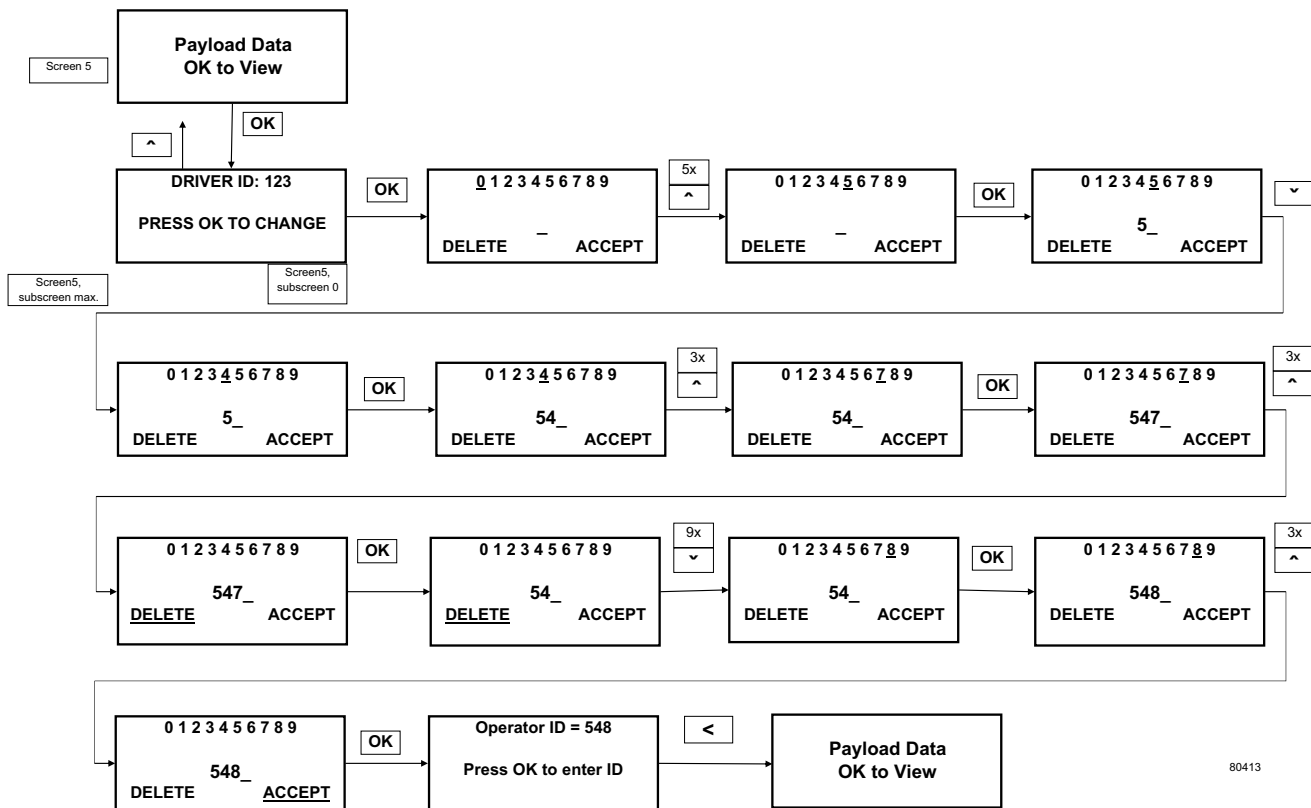 Payload Data
OK to View
Screen 5
OK
^
DRIVER ID: 123
PRESS OK TO CHANGE
Screen5,
subscreen 0
Screen5,
subscreen max.
OK
0 1 2 3 4 5 6 7 8 9
_
DELETE ACCEPT
5x
^
0 1 2 3 4 5 6 7 8 9
_
DELETE ACCEPT
OK
0 1 2 3 4 5 6 7 8 9
5_
DELETE ACCEPT
ˇ
0 1 2 3 4 5 6 7 8 9
5_
DELETE ACCEPT
OK
0 1 2 3 4 5 6 7 8 9
54_
DELETE ACCEPT
3x
^
0 1 2 3 4 5 6 7 8 9
54_
DELETE ACCEPT
OK
0 1 2 3 4 5 6 7 8 9
547_
DELETE ACCEPT
3x
^
0 1 2 3 4 5 6 7 8 9
547_
DELETE ACCEPT
OK
0 1 2 3 4 5 6 7 8 9
54_
DELETE ACCEPT
9x
ˇ
0 1 2 3 4 5 6 7 8 9
54_
DELETE ACCEPT
OK
0 1 2 3 4 5 6 7 8 9
548_
DELETE ACCEPT
3x
^
0 1 2 3 4 5 6 7 8 9
548_
DELETE ACCEPT
OK
Operator ID = 548
Press OK to enter ID
<
Payload Data
OK to View
80413